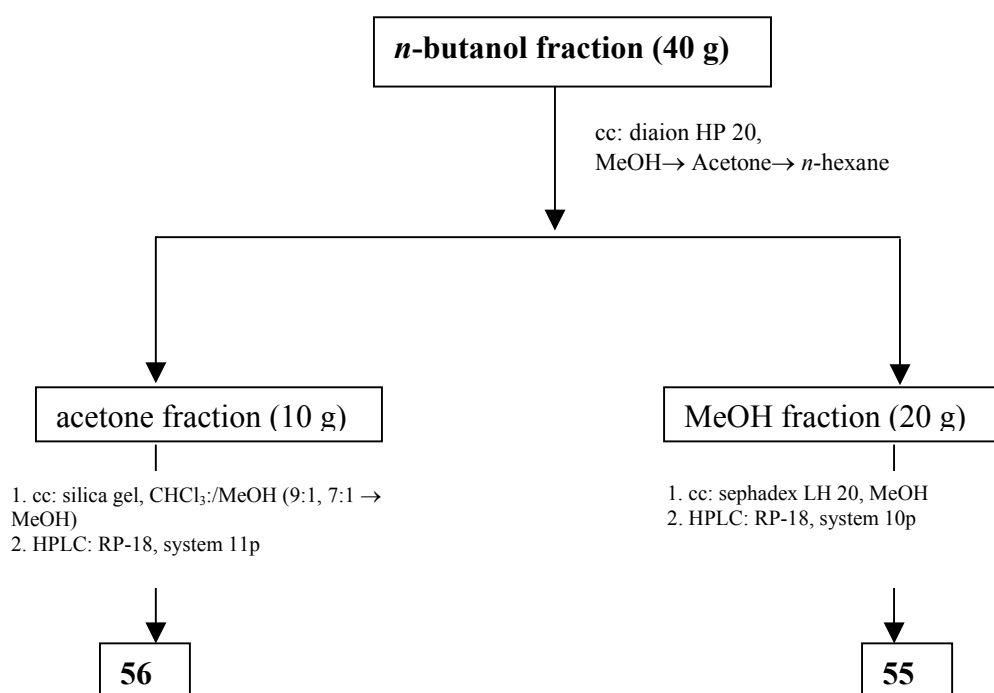 n-butanol fraction (40 g)
cc: diaion HP 20,
MeOH→ Acetone→ n-hexane
acetone fraction (10 g)
MeOH fraction (20 g)
1. cc: silica gel, CHCl₃:/MeOH (9:1, 7:1 →
MeOH)
2. HPLC: RP-18, system 11p
1. cc: sephadex LH 20, MeOH
2. HPLC: RP-18, system 10p
56
55